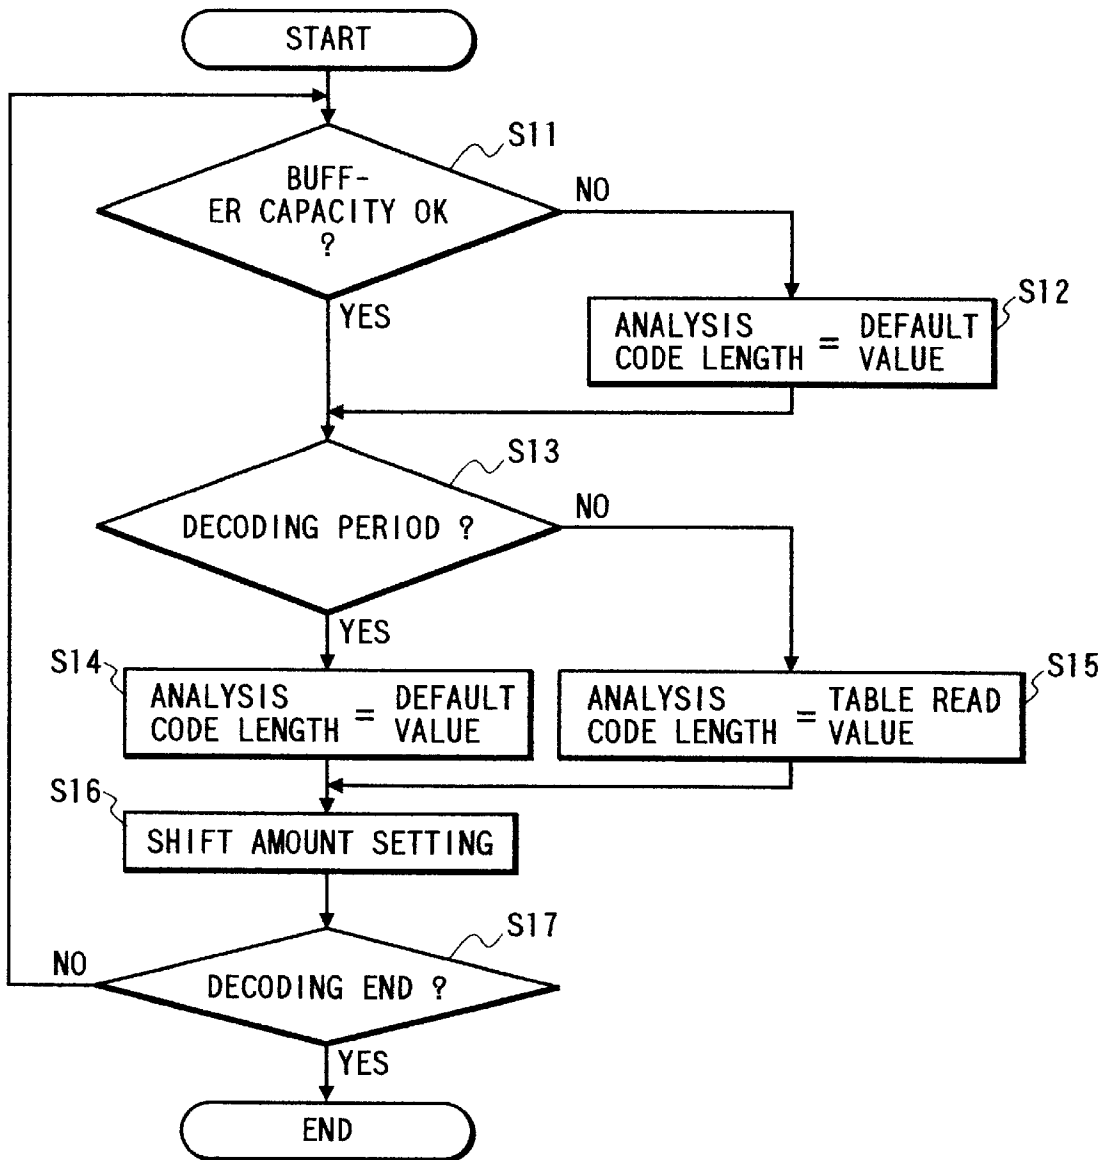 START
S11
BUFF-
ER CAPACITY OK
?
NO
YES
S12
ANALYSIS CODE LENGTH = DEFAULT VALUE
S13
DECODING PERIOD ?
NO
YES
S14
ANALYSIS CODE LENGTH = DEFAULT VALUE
S15
ANALYSIS CODE LENGTH = TABLE READ VALUE
S16
SHIFT AMOUNT SETTING
S17
DECODING END ?
NO
YES
END